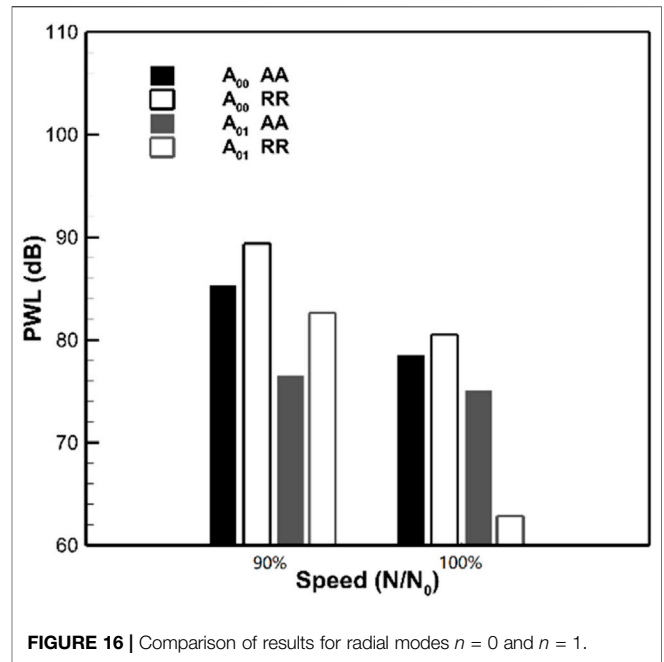 110
100
90
80
70
60
PWL (dB)
A₀₀ AA
A₀₀ RR
A₀₁ AA
A₀₁ RR
90%
100%
Speed (N/N₀)
FIGURE 16 | Comparison of results for radial modes n = 0 and n = 1.